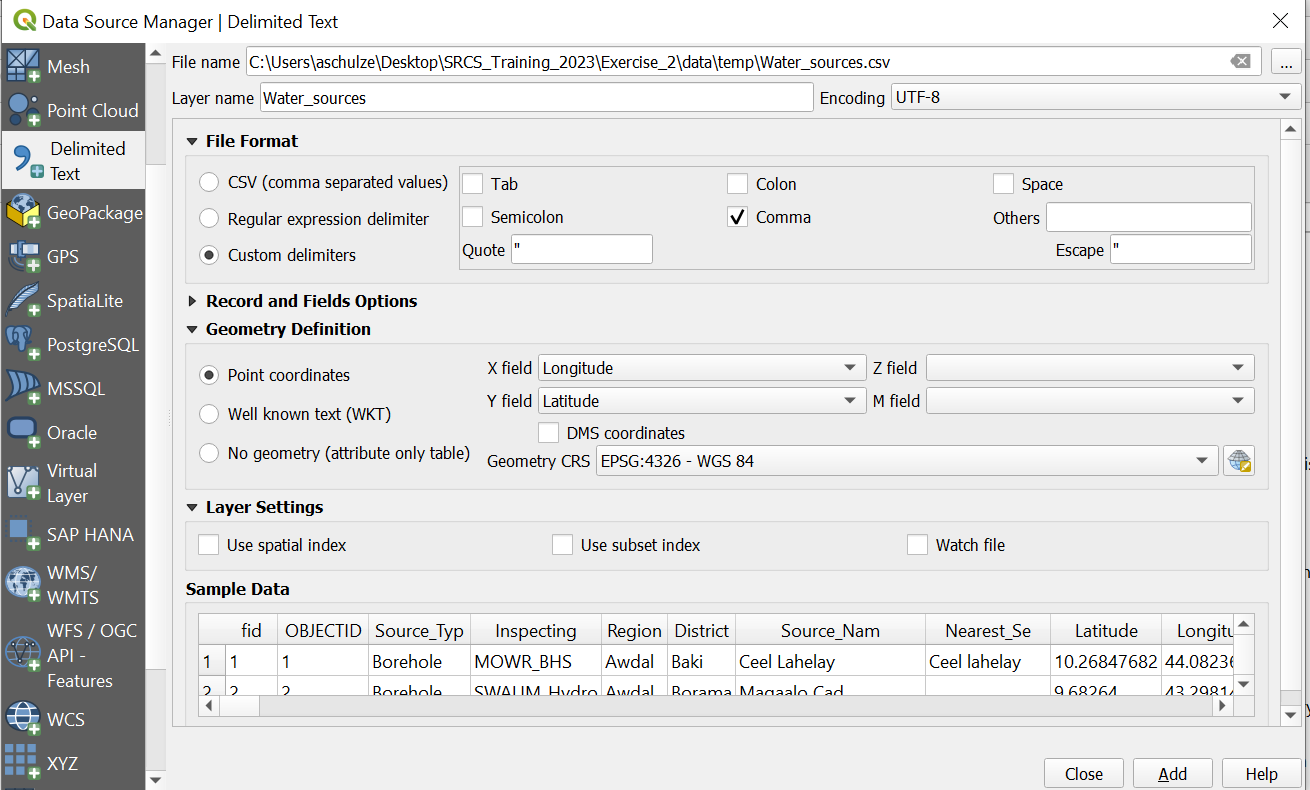 Data Source Manager | Delimited Text
Mesh
Point Cloud
Delimited
Text
GeoPackage
GPS
SpatiaLite
PostgreSQL
MSSQL
Oracle
Virtual
Layer
SAP HANA
WMS/
WMTS
WFS / OGC
API -
Features
WCS
XYZ
File name C:\Users\aschulze\Desktop\SRCS_Training_2023\Exercise_2\data\temp\Water_sources.csv ...
Layer name Water_sources Encoding UTF-8
File Format
CSV (comma separated values) Tab Colon Space
Regular expression delimiter Semicolon Comma Others
Custom delimiters Quote " Escape "
Record and Fields Options
Geometry Definition
Point coordinates X field Longitude Z field
Y field Latitude M field
Well known text (WKT)
DMS coordinates
No geometry (attribute only table) Geometry CRS EPSG:4326 - WGS 84
Layer Settings
Use spatial index Use subset index Watch file
Sample Data
fid OBJECTID Source_Typ Inspecting Region District Source_Nam Nearest_Se Latitude Longitu
1 1 1 Borehole MOWR_BHS Awdal Baki Ceel Lahelay Ceel lahelay 10.26847682 44.08236
2 2 2 Borehole SWALIM_Hydro Awdal Borama Magaalo Cad 9.68264 43.29814
Close Add Help